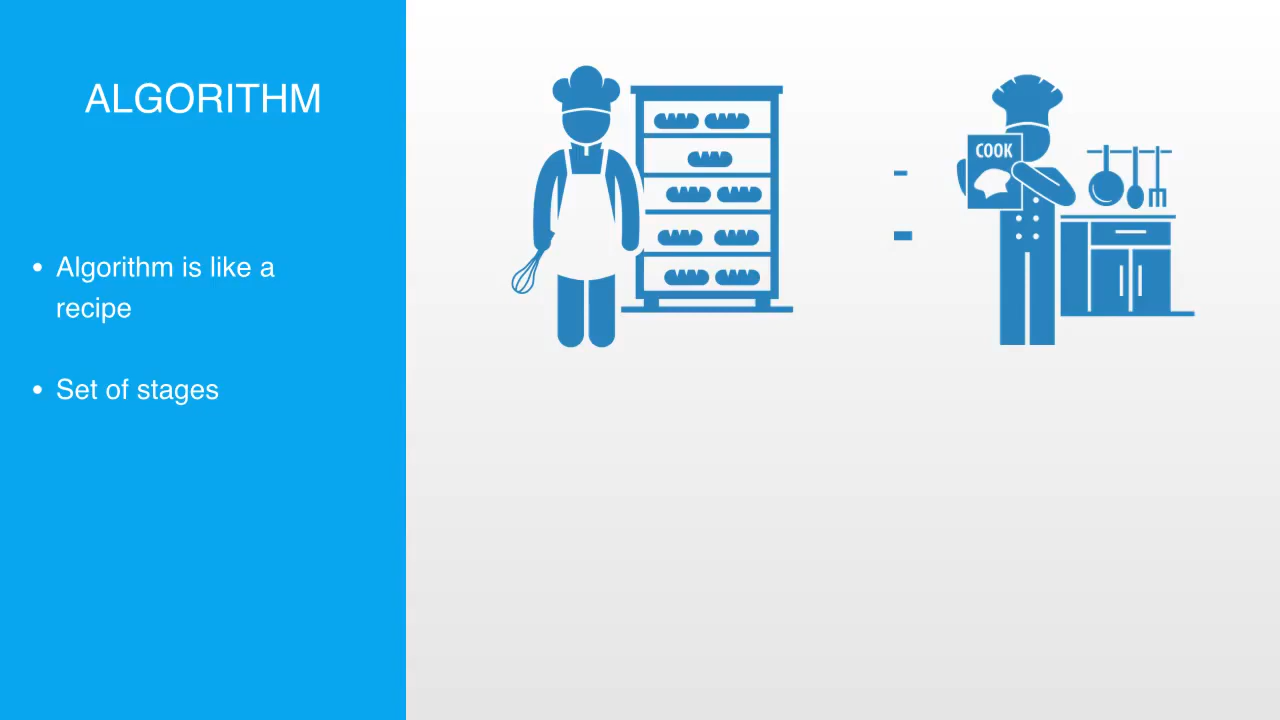 ALGORITHM
• Algorithm is like a
recipe
• Set of stages
COOK